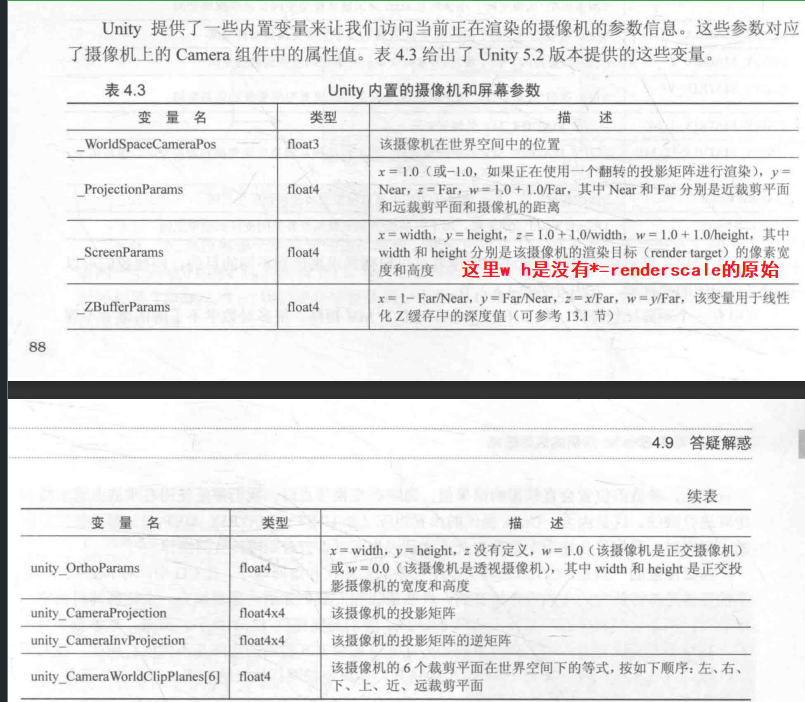 Unity 提供了一些内置变量来让我们访问当前正在渲染的摄像机的参数信息。这些参数对应
了摄像机上的 Camera 组件中的属性值。表 4.3 给出了 Unity 5.2 版本提供的这些变量。
表 4.3 Unity 内置的摄像机和屏幕参数
变 量 名 类型 描 述
_WorldSpaceCameraPos float3 该摄像机在世界空间中的位置
_ProjectionParams float4 x = 1.0（或−1.0，如果正在使用一个翻转的投影矩阵进行渲染），y =
Near，z = Far，w = 1.0 + 1.0/Far，其中 Near 和 Far 分别是近裁剪平面
和远裁剪平面和摄像机的距离
_ScreenParams float4 x = width，y = height，z = 1.0 + 1.0/width，w = 1.0 + 1.0/height，其中
width 和 height 分别是该摄像机的渲染目标（render target）的像素宽
度和高度
这里w h是没有*=renderscale的原始
_ZBufferParams float4 x = 1− Far/Near，y = Far/Near，z = x/Far，w = y/Far，该变量用于线性
化 Z 缓存中的深度值（可参考 13.1 节）
88
4.9 答疑解惑
续表
变 量 名 类型 描 述
unity_OrthoParams float4 x = width，y = height，z 没有定义，w = 1.0（该摄像机是正交摄像机）
或 w = 0.0（该摄像机是透视摄像机），其中 width 和 height 是正交投
影摄像机的宽度和高度
unity_CameraProjection float4x4 该摄像机的投影矩阵
unity_CameraInvProjection float4x4 该摄像机的投影矩阵的逆矩阵
unity_CameraWorldClipPlanes[6] float4 该摄像机的 6 个裁剪平面在世界空间下的等式，按如下顺序：左、右、
下、上、近、远裁剪平面